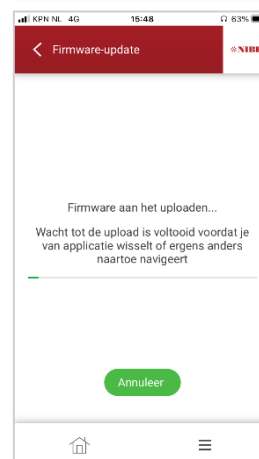 KPN NL 4G 15:48 63%
Firmware-update
NIBE
Firmware aan het uploaden...
Wacht tot de upload is voltooid voordat je
van applicatie wisselt of ergens anders
naartoe navigeert
Annuleer